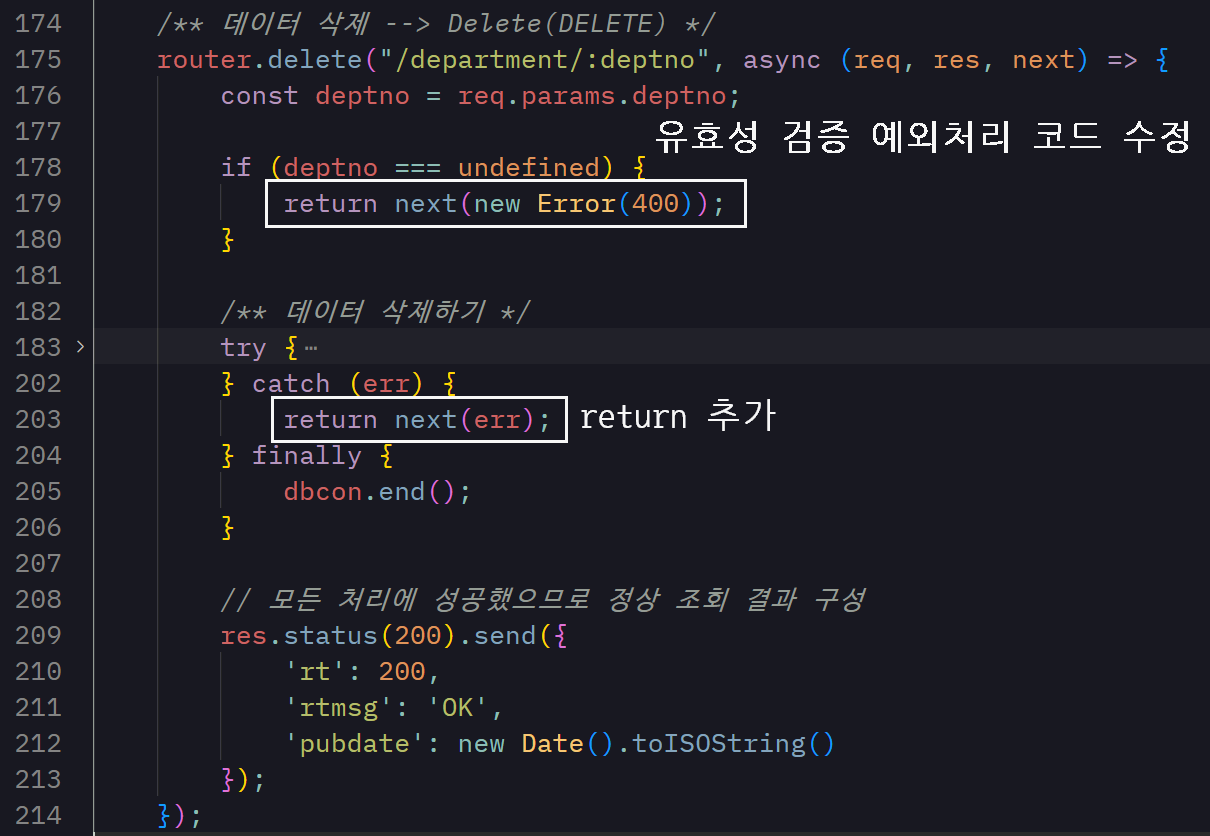 174 /** 데이터 삭제 --> Delete(DELETE) */
175 router.delete("/department/:deptno", async (req, res, next) => {
176 const deptno = req.params.deptno;
177
유효성 검증 예외처리 코드 수정
178 if (deptno === undefined) {
179 return next(new Error(400));
180 }
181
182 /** 데이터 삭제하기 */
183 > try {⋯
202 } catch (err) {
203 return next(err); return 추가
204 } finally {
205 dbcon.end();
206 }
207
208 // 모든 처리에 성공했으므로 정상 조회 결과 구성
209 res.status(200).send({
210 'rt': 200,
211 'rtmsg': 'OK',
212 'pubdate': new Date().toISOString()
213 });
214 });